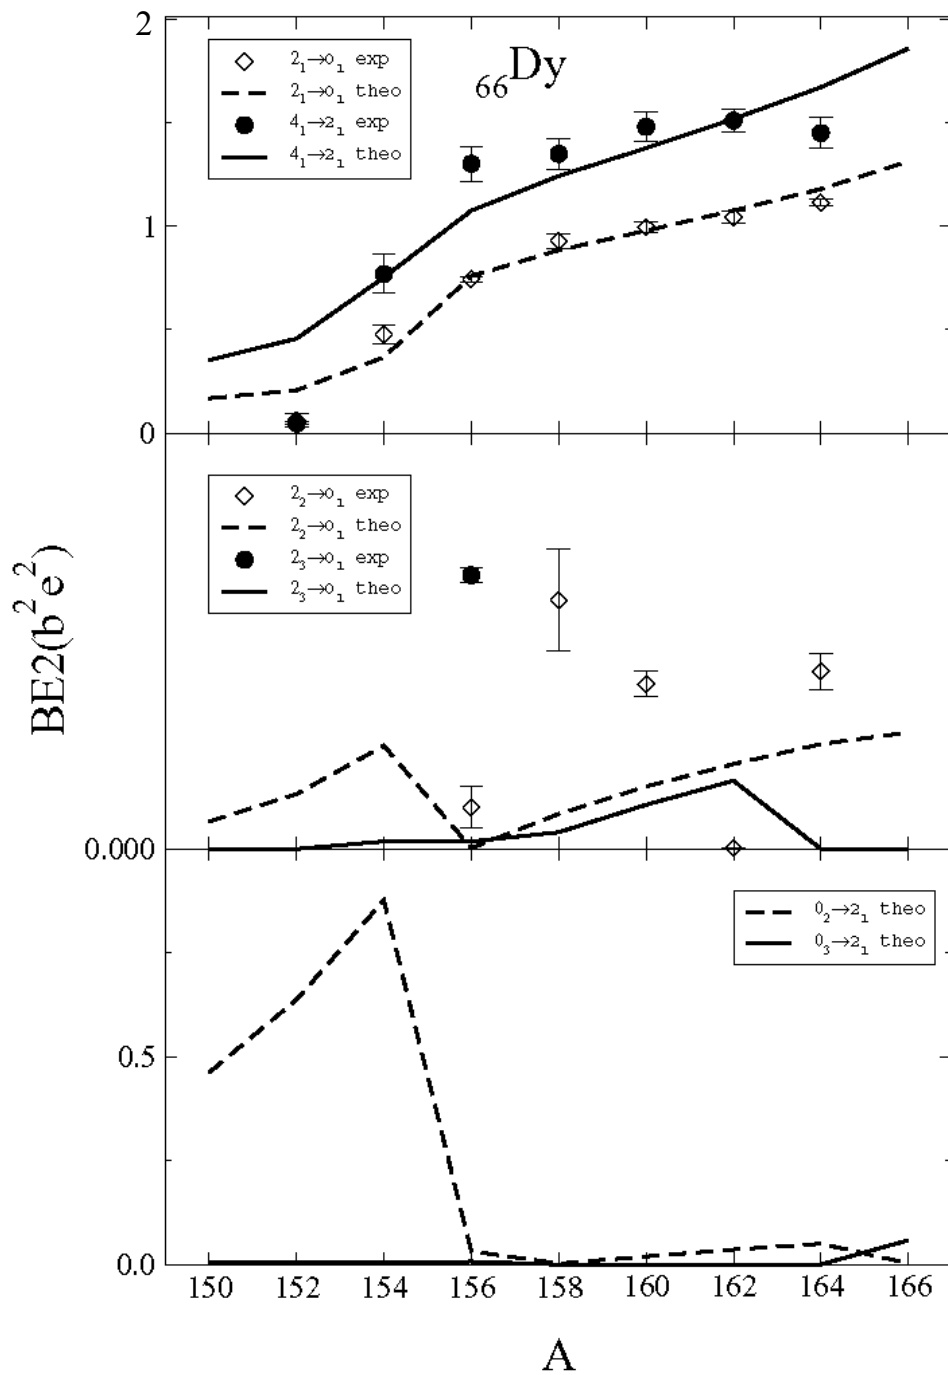 2
₆₆Dy
2₁→0₁ exp
2₁→0₁ theo
4₁→2₁ exp
4₁→2₁ theo
1
0
2₂→0₁ exp
2₂→0₁ theo
2₃→0₁ exp
2₃→0₁ theo
BE2(b²e²)
0.000
0₂→2₁ theo
0₃→2₁ theo
0.5
0.0
150 152 154 156 158 160 162 164 166
A